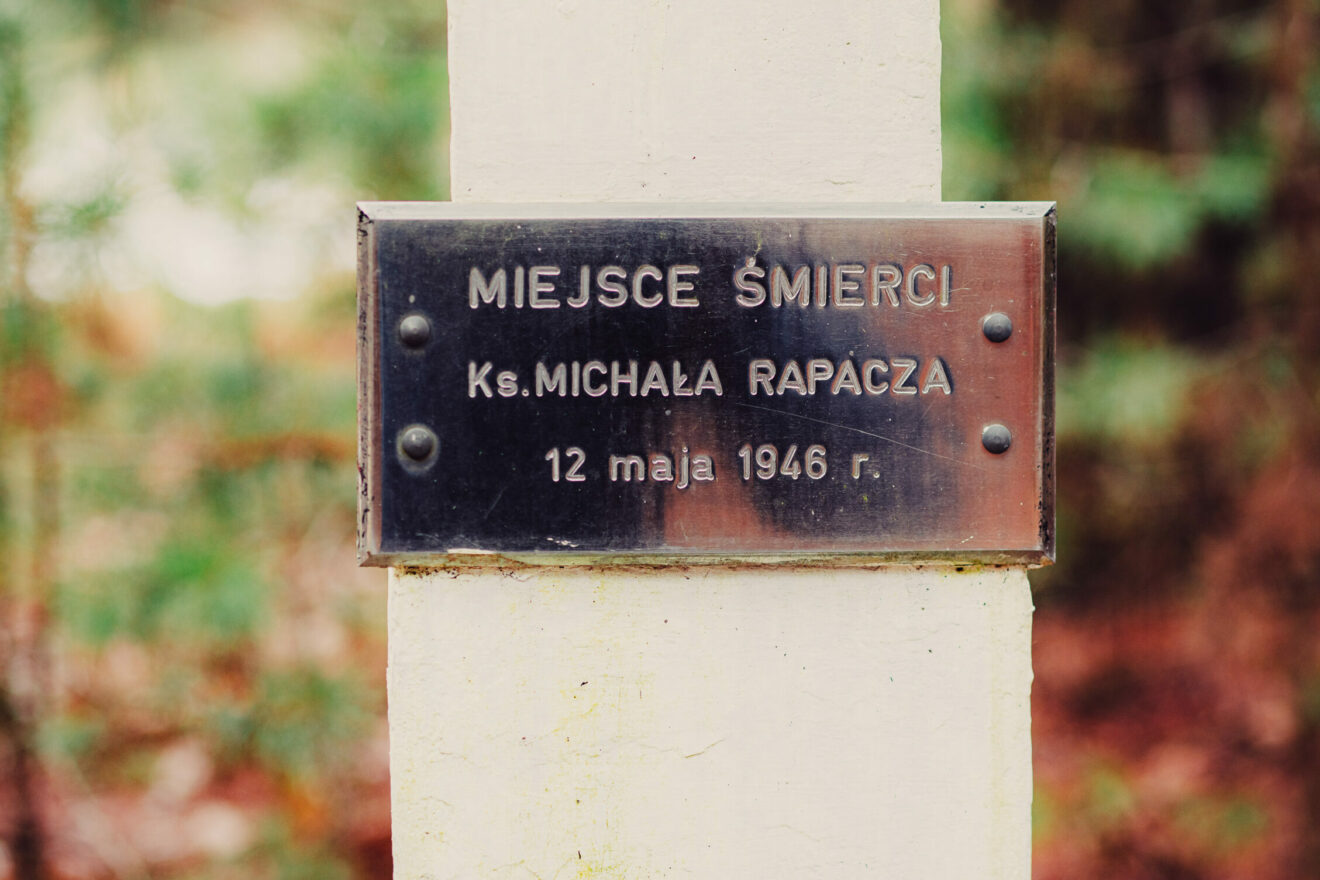 MIEJSCE ŚMIERCI
Ks. MICHAŁA RAPACZA
12 maja 1946 r.